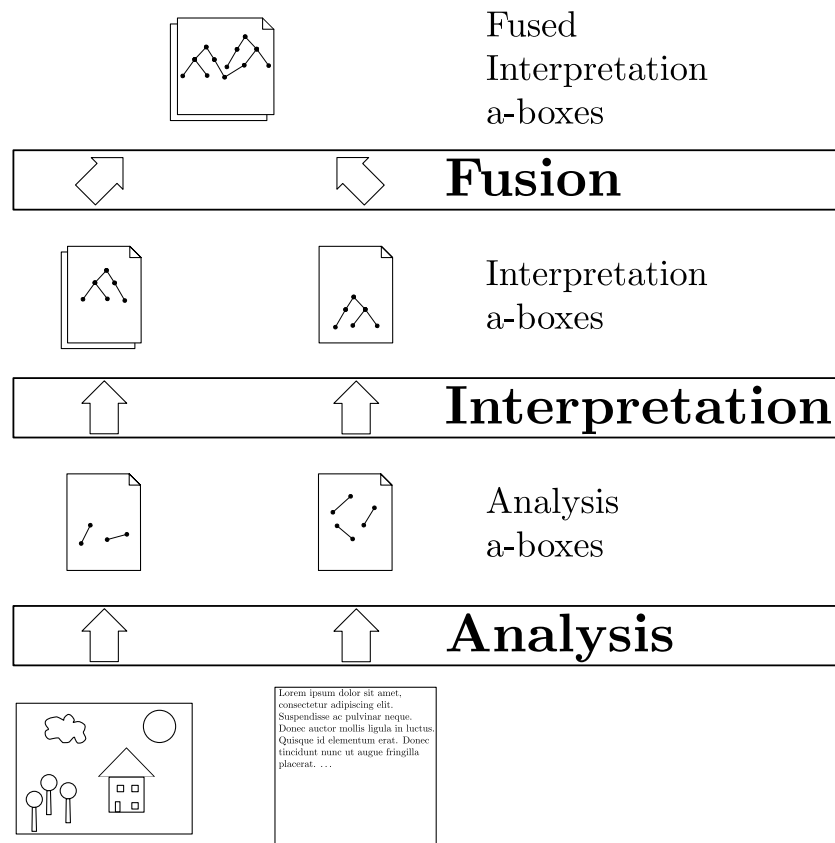 Fused
Interpretation
a-boxes
Fusion
Interpretation
a-boxes
Interpretation
Analysis
a-boxes
Analysis
Lorem ipsum dolor sit amet,
consectetur adipiscing elit.
Suspendisse ac pulvinar neque.
Donec auctor mollis ligula in luctus.
Quisque id elementum erat. Donec
tincidunt nunc ut augue fringilla
placerat. ...